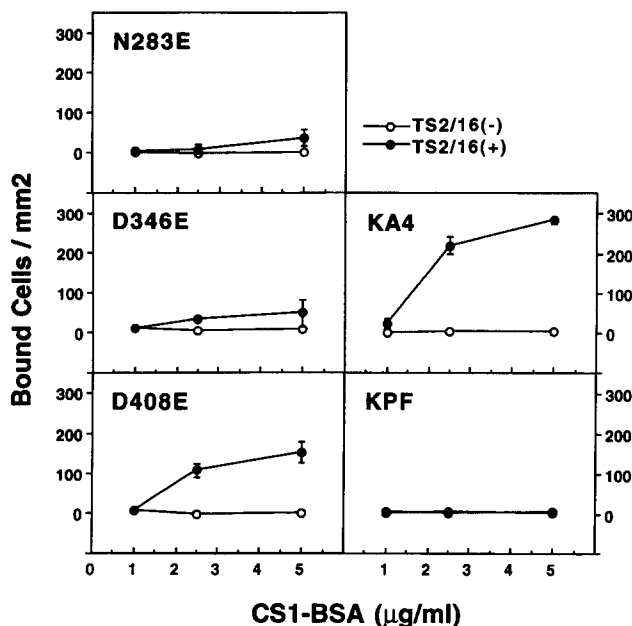 N283E
300
200
100
0
TS2/16(-)
TS2/16(+)
D346E
300
200
100
0
KA4
300
200
100
0
D408E
300
200
100
0
KPF
300
200
100
0
0 1 2 3 4 5
1 2 3 4 5
Bound Cells / mm2
CS1-BSA (µg/ml)